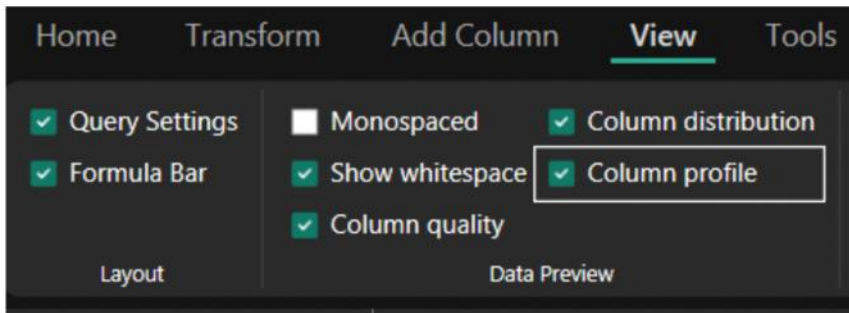 Home Transform Add Column View Tools
Query Settings Monospaced Column distribution
Formula Bar Show whitespace Column profile
Column quality
Layout Data Preview